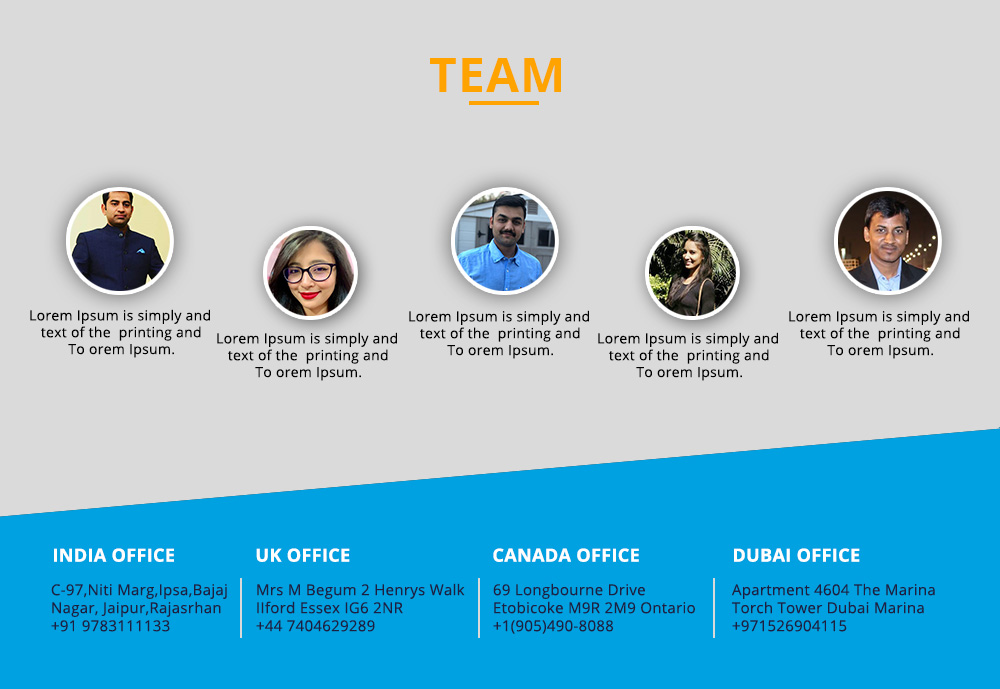 TEAM
Lorem Ipsum is simply and
text of the  printing and
To orem Ipsum.
Lorem Ipsum is simply and
text of the  printing and
To orem Ipsum.
Lorem Ipsum is simply and
text of the  printing and
To orem Ipsum.
Lorem Ipsum is simply and
text of the  printing and
To orem Ipsum.
Lorem Ipsum is simply and
text of the  printing and
To orem Ipsum.
INDIA OFFICE
C-97,Niti Marg,Ipsa,Bajaj
Nagar, Jaipur,Rajasrhan
+91 9783111133
UK OFFICE
Mrs M Begum 2 Henrys Walk
Ilford Essex IG6 2NR
+44 7404629289
CANADA OFFICE
69 Longbourne Drive
Etobicoke M9R 2M9 Ontario
+1(905)490-8088
DUBAI OFFICE
Apartment 4604 The Marina
Torch Tower Dubai Marina
+971526904115